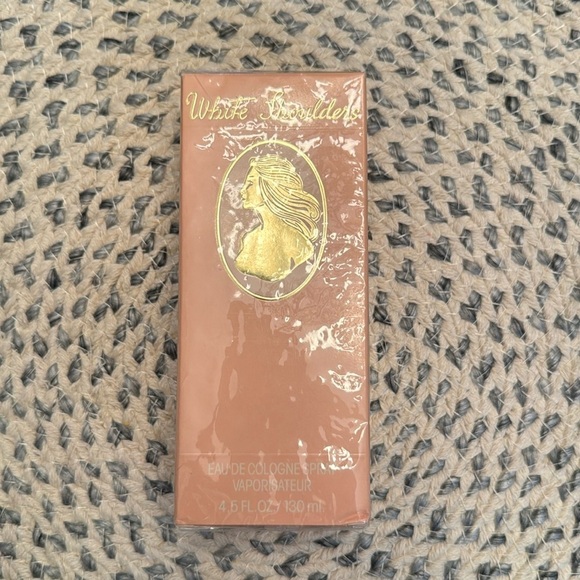 White Shoulders
EAU DE COLOGNE SPRAY
VAPORISATEUR
4.5 FL.OZ./130 ml